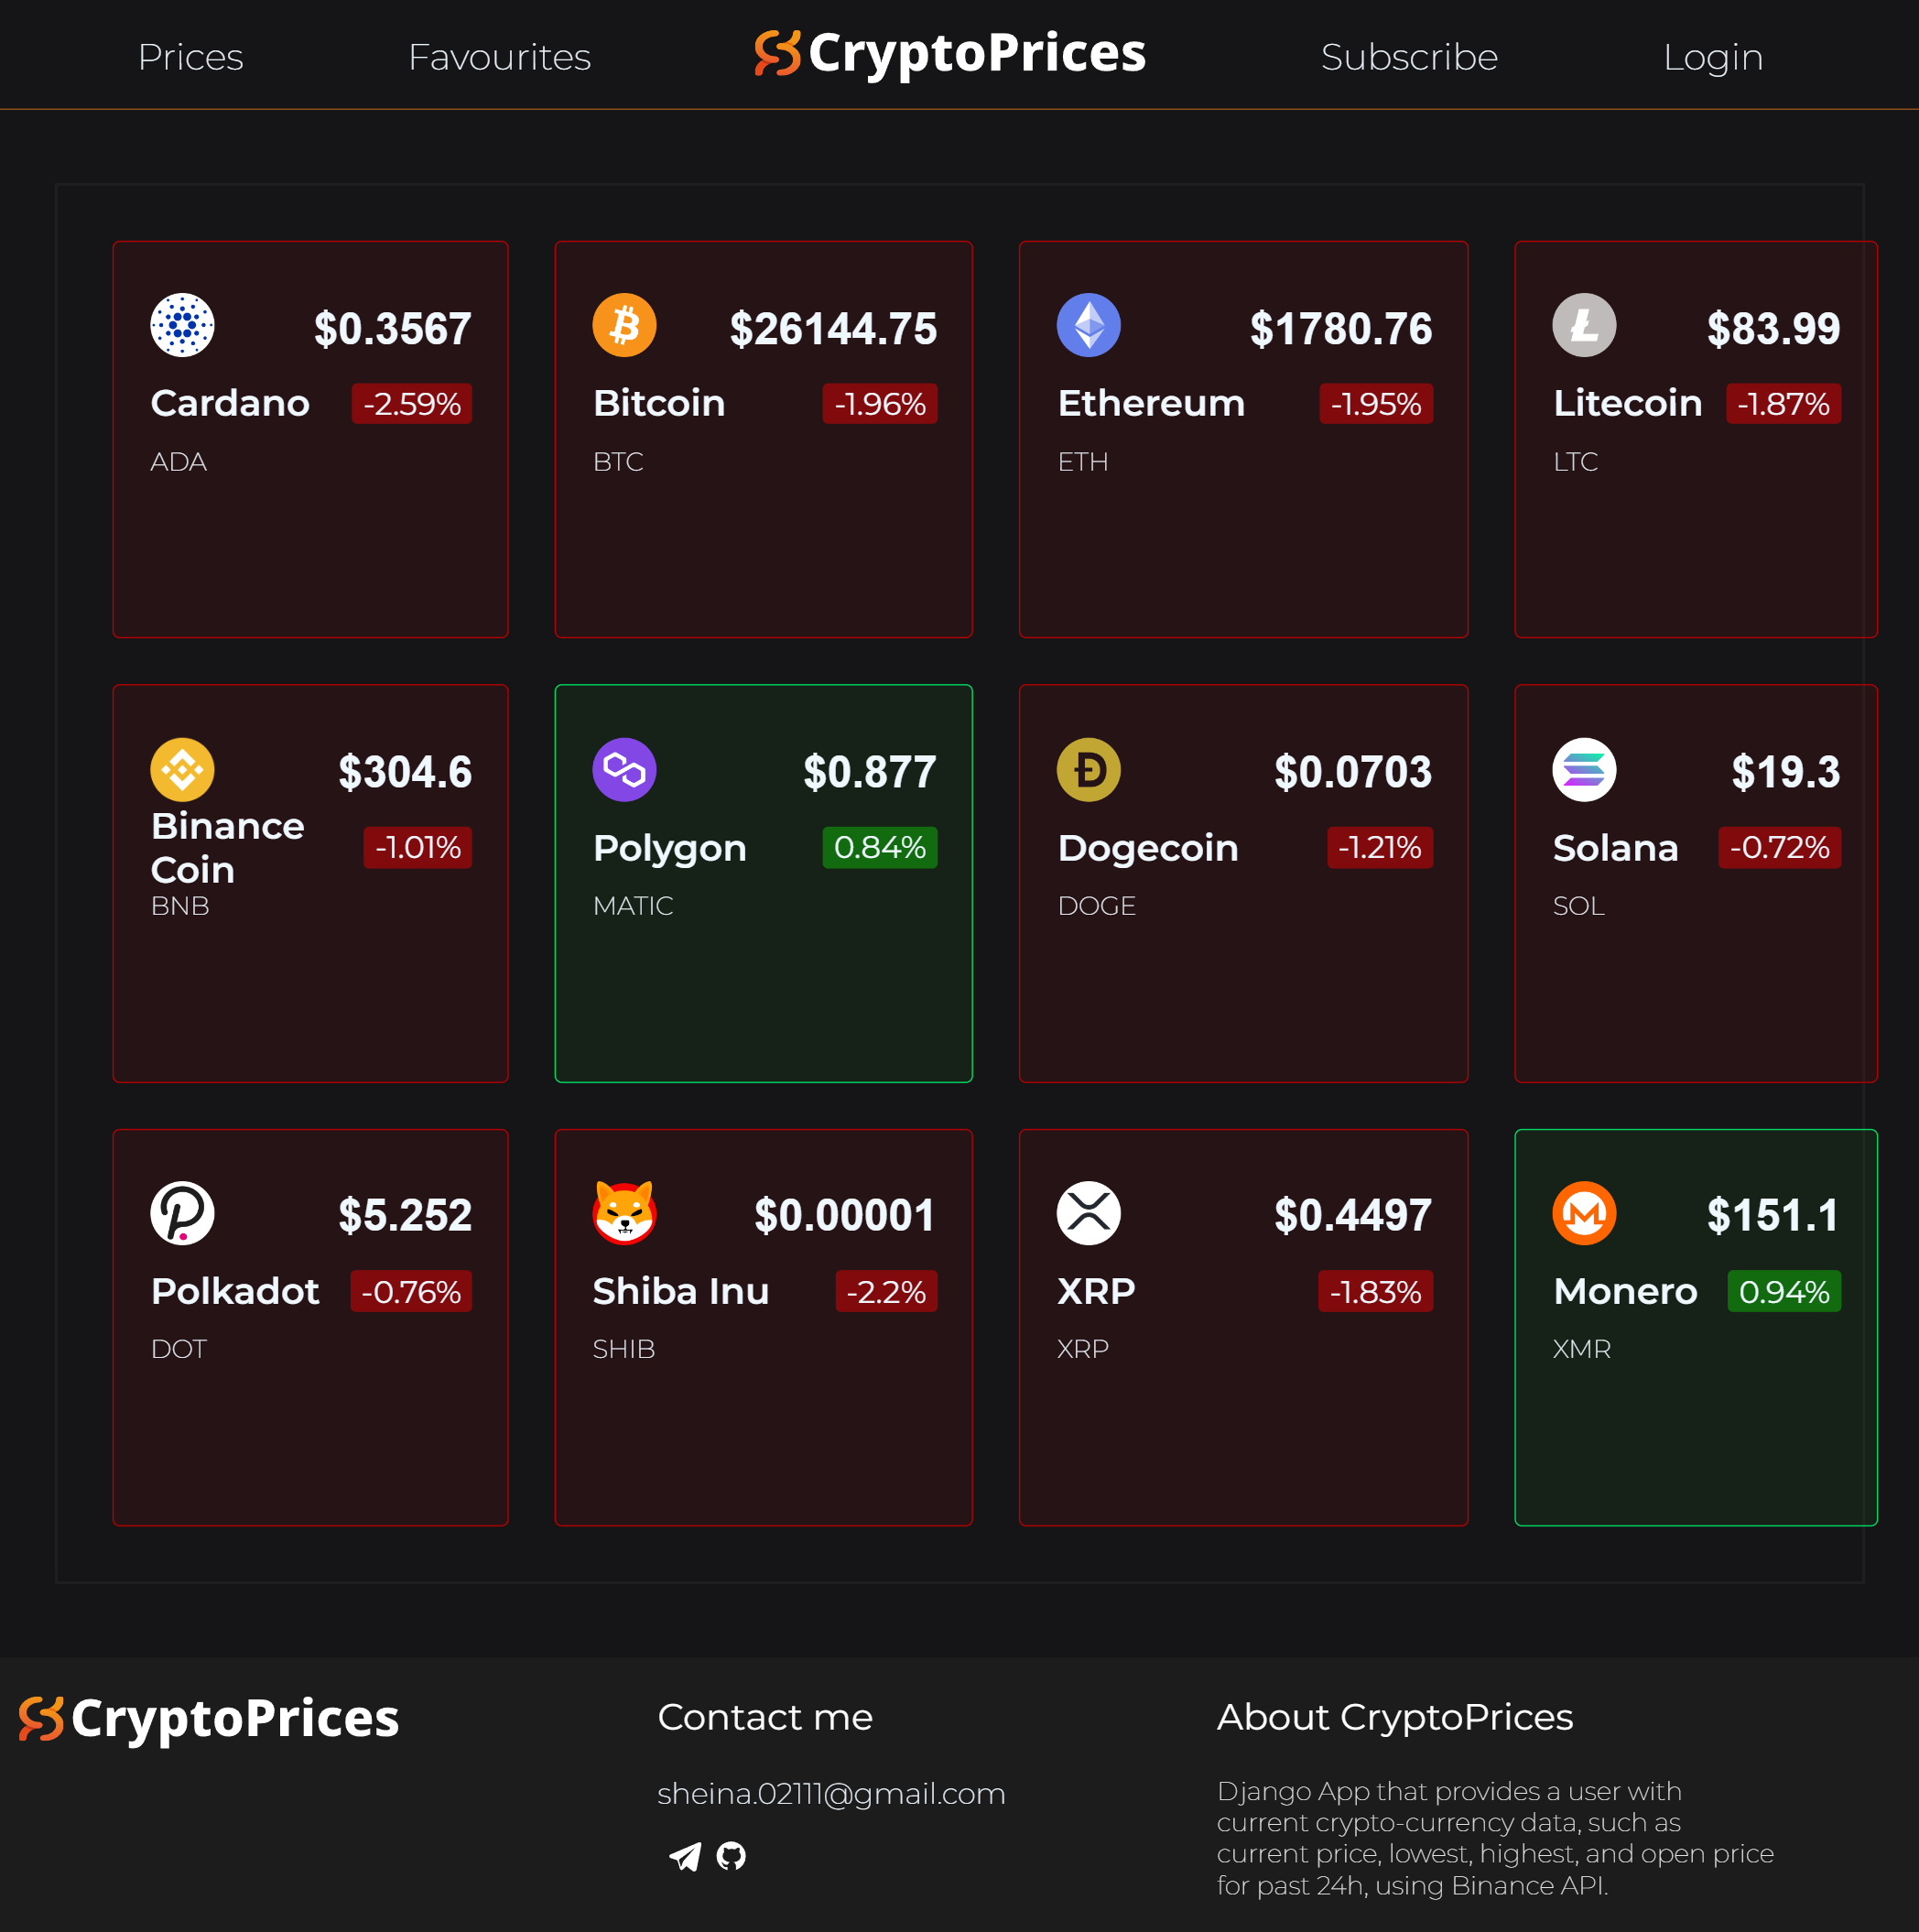 Prices
Favourites
CryptoPrices
Subscribe
Login
$0.3567
Cardano
-2.59%
ADA
$26144.75
Bitcoin
-1.96%
BTC
$1780.76
Ethereum
-1.95%
ETH
$83.99
Litecoin
-1.87%
LTC
$304.6
Binance
Coin
-1.01%
BNB
$0.877
Polygon
0.84%
MATIC
$0.0703
Dogecoin
-1.21%
DOGE
$19.3
Solana
-0.72%
SOL
$5.252
Polkadot
-0.76%
DOT
$0.00001
Shiba Inu
-2.2%
SHIB
$0.4497
XRP
-1.83%
XRP
$151.1
Monero
0.94%
XMR
CryptoPrices
Contact me
sheina.02111@gmail.com
About CryptoPrices
Django App that provides a user with
current crypto-currency data, such as
current price, lowest, highest, and open price
for past 24h, using Binance API.